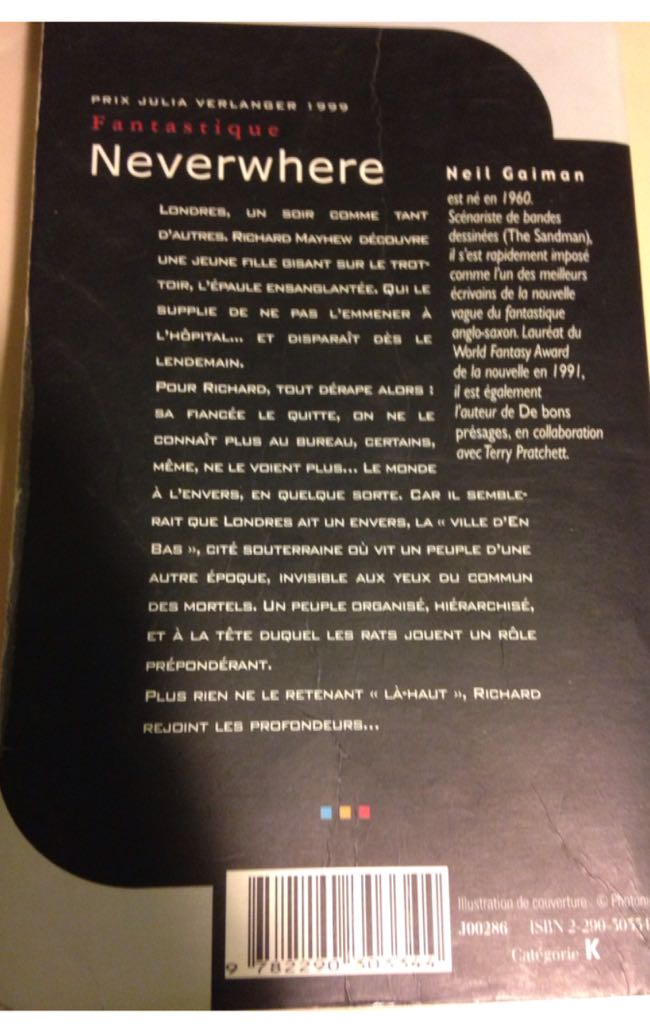 PRIX JULIA VERLANGER 1999
Fantastique
Neverwhere
LONDRES, UN SOIR COMME TANT
D'AUTRES. RICHARD MAYHEW DÉCOUVRE
UNE JEUNE FILLE GISANT SUR LE TROT-
TOIR, L'ÉPAULE ENSANGLANTÉE. QUI LE
SUPPLIE DE NE PAS L'EMMENER À
L'HÔPITAL... ET DISPARAÎT DÈS LE
LENDEMAIN.
POUR RICHARD, TOUT DÉRAPE ALORS :
SA FIANCÉE LE QUITTE, ON NE LE
CONNAÎT PLUS AU BUREAU, CERTAINS,
MÊME, NE LE VOIENT PLUS... LE MONDE
À L'ENVERS, EN QUELQUE SORTE. CAR IL SEMBLE-
RAIT QUE LONDRES AIT UN ENVERS, LA « VILLE D'EN
BAS », CITÉ SOUTERRAINE OÙ VIT UN PEUPLE D'UNE
AUTRE ÉPOQUE, INVISIBLE AUX YEUX DU COMMUN
DES MORTELS. UN PEUPLE ORGANISÉ, HIÉRARCHISÉ,
ET À LA TÊTE DUQUEL LES RATS JOUENT UN RÔLE
PRÉPONDÉRANT.
PLUS RIEN NE LE RETENANT « LÀ-HAUT », RICHARD
REJOINT LES PROFONDEURS...
Neil Gaiman
est né en 1960.
Scénariste de bandes
dessinées (The Sandman),
il s'est rapidement imposé
comme l'un des meilleurs
écrivains de la nouvelle
vague du fantastique
anglo-saxon. Lauréat du
World Fantasy Award
de la nouvelle en 1991,
il est également
l'auteur de De bons
présages, en collaboration
avec Terry Pratchett.
Illustration de couverture : ©
J00286 ISBN 2-290-30334
Catégorie K
9 782290 303344